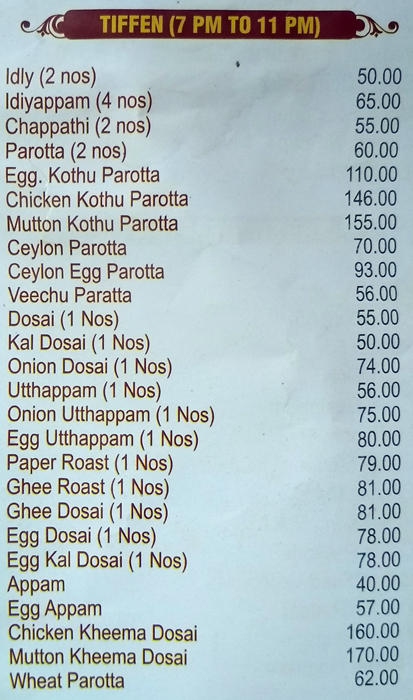 TIFFEN (7 PM TO 11 PM)
Idly (2 nos) 50.00
Idiyappam (4 nos) 65.00
Chappathi (2 nos) 55.00
Parotta (2 nos) 60.00
Egg. Kothu Parotta 110.00
Chicken Kothu Parotta 146.00
Mutton Kothu Parotta 155.00
Ceylon Parotta 70.00
Ceylon Egg Parotta 93.00
Veechu Paratta 56.00
Dosai (1 Nos) 55.00
Kal Dosai (1 Nos) 50.00
Onion Dosai (1 Nos) 74.00
Utthappam (1 Nos) 56.00
Onion Utthappam (1 Nos) 75.00
Egg Utthappam (1 Nos) 80.00
Paper Roast (1 Nos) 79.00
Ghee Roast (1 Nos) 81.00
Ghee Dosai (1 Nos) 81.00
Egg Dosai (1 Nos) 78.00
Egg Kal Dosai (1 Nos) 78.00
Appam 40.00
Egg Appam 57.00
Chicken Kheema Dosai 160.00
Mutton Kheema Dosai 170.00
Wheat Parotta 62.00